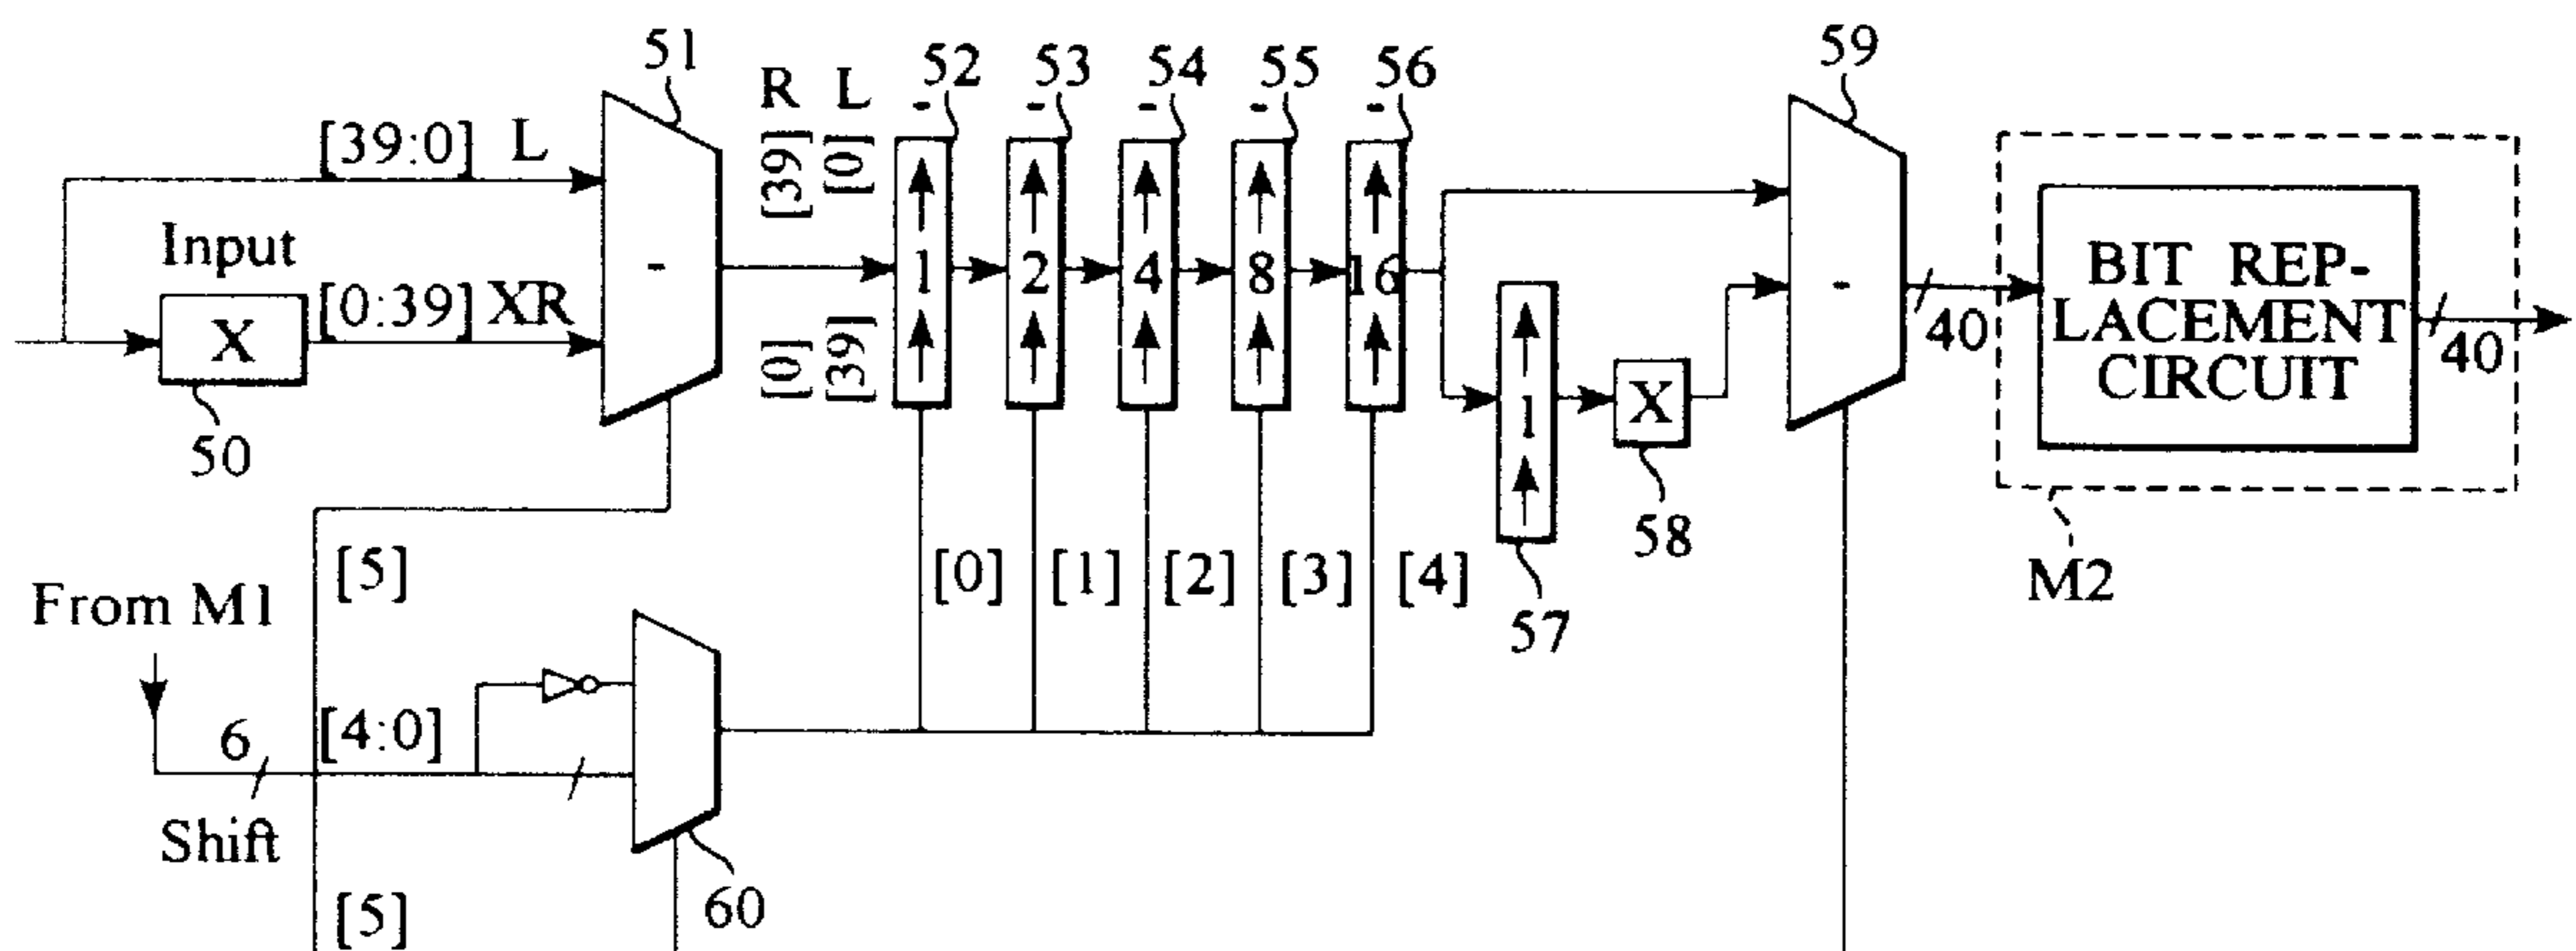 51
R L
- - - - -
52 53 54 55 56
59
[39:0] L
[39] [0]
Input
X
50
[0:39] XR
-
[0] [39]
1 2 4 8 16
1
57
X
58
-
40
BIT REP-
LACEMENT
CIRCUIT
40
M2
[5]
[0] [1] [2] [3] [4]
From M1
6
[4:0]
Shift
60
[5]